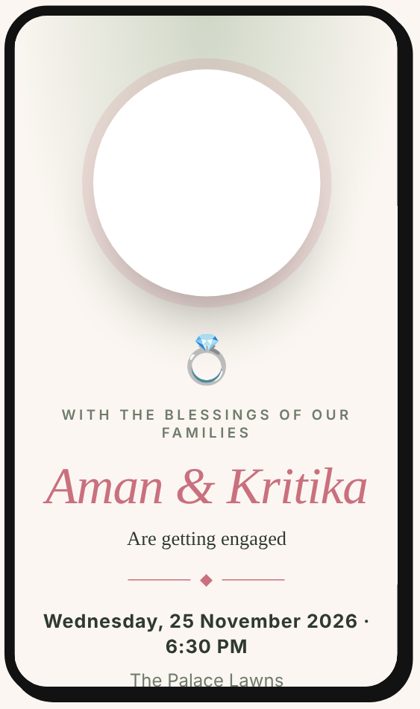 WITH THE BLESSINGS OF OUR
FAMILIES
Aman & Kritika
Are getting engaged
Wednesday, 25 November 2026 ·
6:30 PM
The Palace Lawns